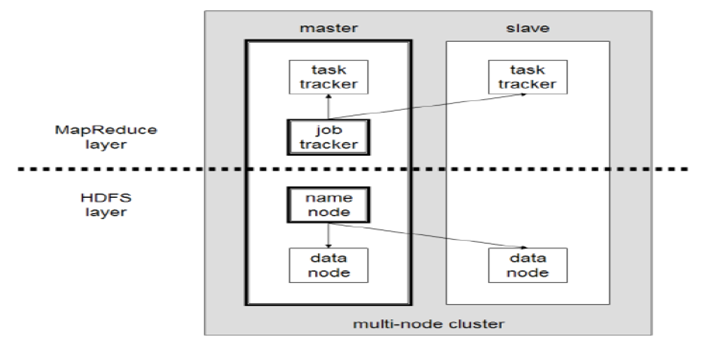 master
slave
task
tracker
task
tracker
MapReduce
layer
job
tracker
HDFS
layer
name
node
data
node
data
node
multi-node cluster